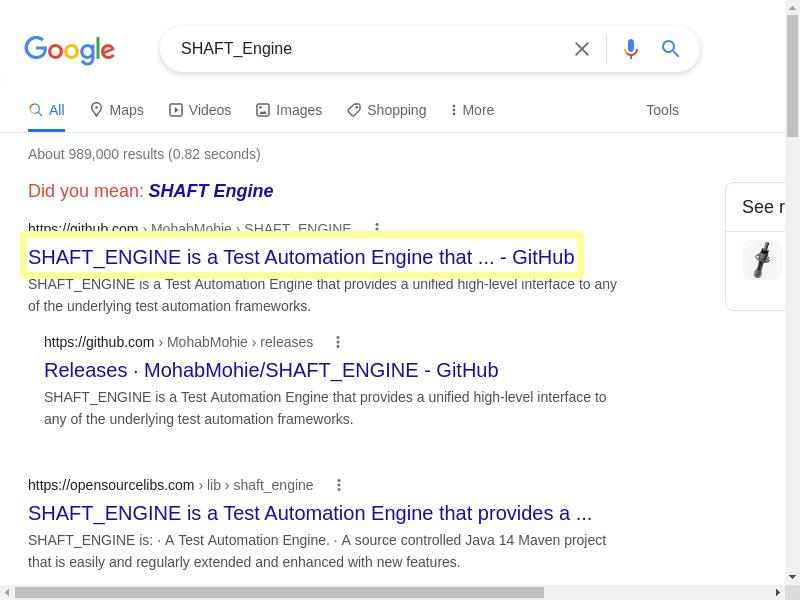 Google
SHAFT_Engine
All
Maps
Videos
Images
Shopping
More
Tools
About 989,000 results (0.82 seconds)
Did you mean: SHAFT Engine
https://github.com › MohabMohie › SHAFT_ENGINE
SHAFT_ENGINE is a Test Automation Engine that ... - GitHub
SHAFT_ENGINE is a Test Automation Engine that provides a unified high-level interface to any
of the underlying test automation frameworks.
https://github.com › MohabMohie › releases
Releases · MohabMohie/SHAFT_ENGINE - GitHub
SHAFT_ENGINE is a Test Automation Engine that provides a unified high-level interface to
any of the underlying test automation frameworks.
https://opensourcelibs.com › lib › shaft_engine
SHAFT_ENGINE is a Test Automation Engine that provides a ...
SHAFT_ENGINE is: · A Test Automation Engine. · A source controlled Java 14 Maven project
that is easily and regularly extended and enhanced with new features.
See r